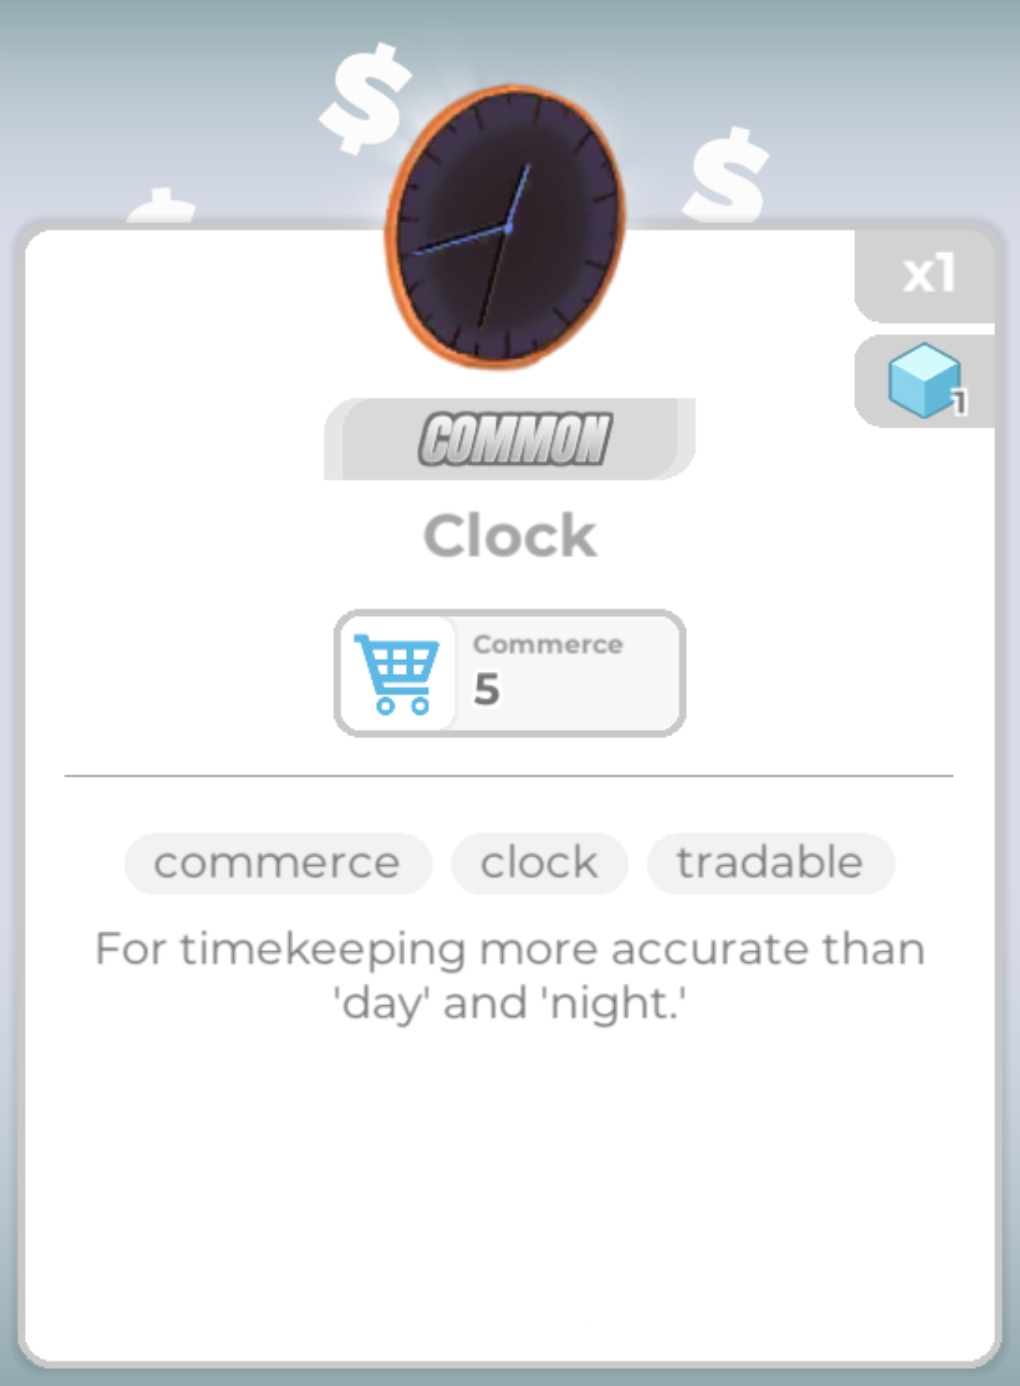 $
$
$
x1
1
COMMON
Clock
Commerce
5
commerce clock tradable
For timekeeping more accurate than
'day' and 'night.'